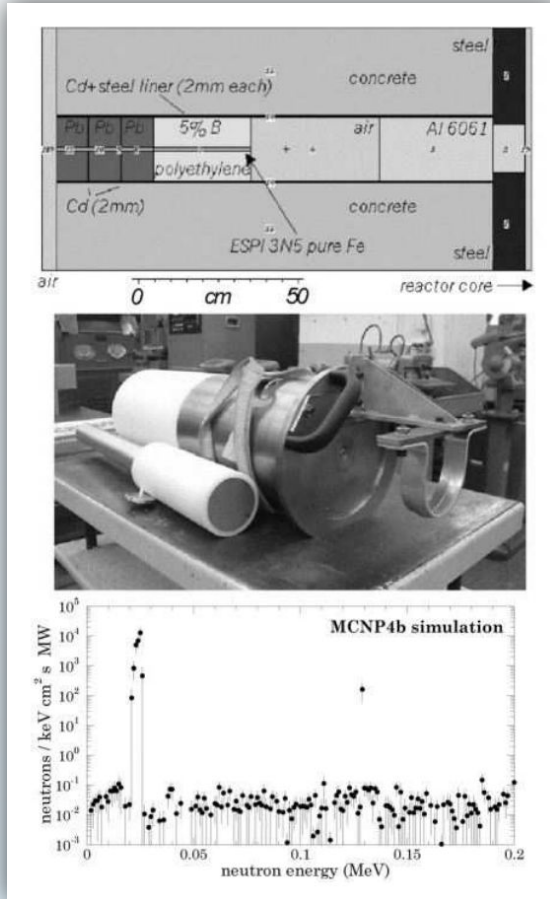 steel
concrete
Cd+steel liner (2mm each)
Pb Pb Pb 5% B air Al 6061
polyethylene
Cd (2mm)
concrete
ESPI 3N5 pure Fe
steel
air
0 cm 50
reactor core
MCNP4b simulation
neutrons / keV cm² s MW
10⁵
10⁴
10³
10²
10¹
10⁰
10⁻¹
10⁻²
10⁻³
0 0.05 0.1 0.15 0.2
neutron energy (MeV)